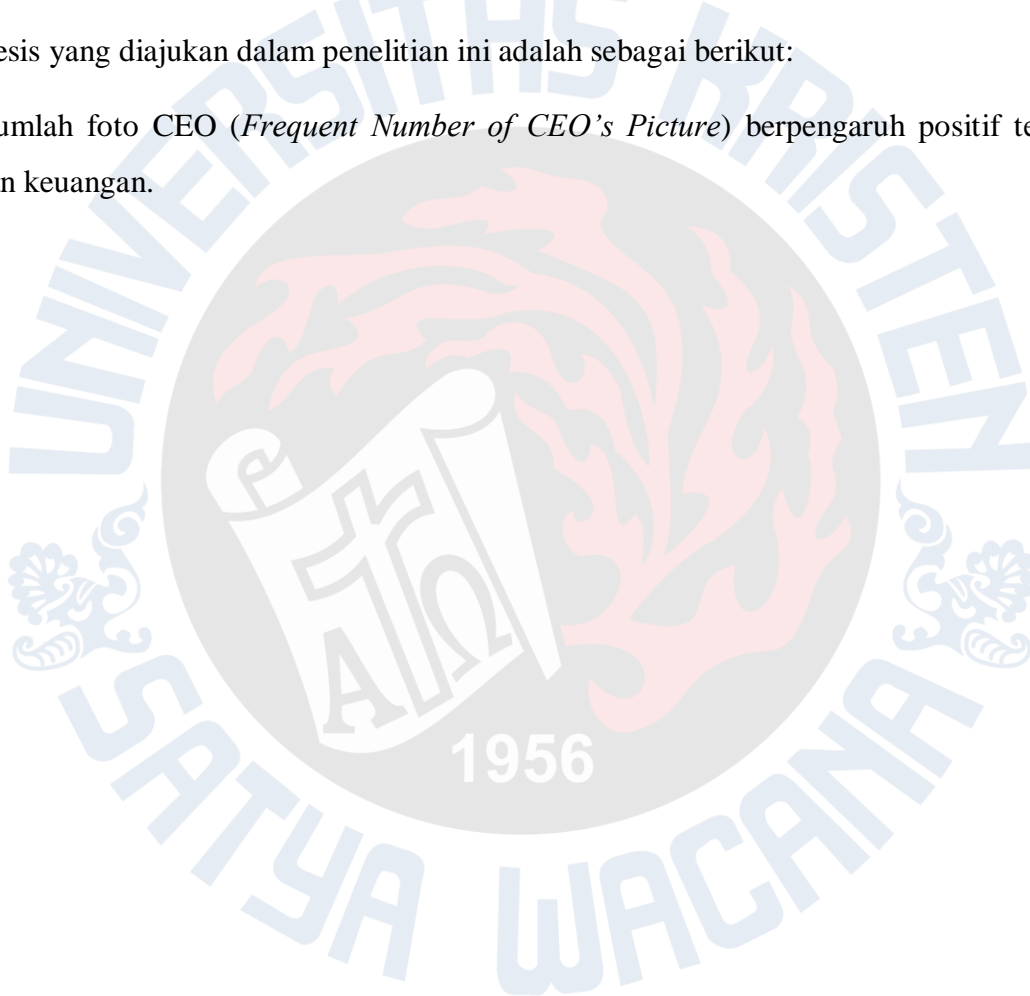 esis yang diajukan dalam penelitian ini adalah sebagai berikut:
umlah foto CEO (Frequent Number of CEO’s Picture) berpengaruh positif te
n keuangan.
UNIVERSITAS KRISTEN
ΑΩ
1956
SATYA WACANA